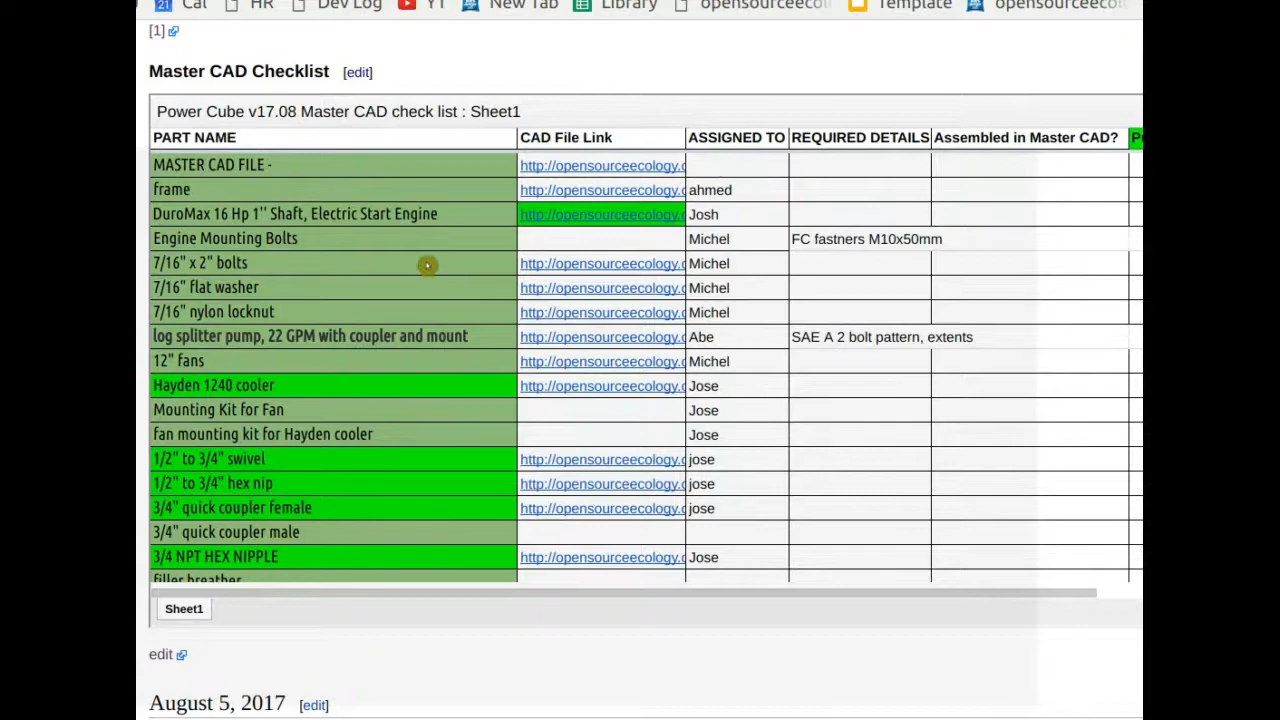 Cal HR Dev Log YT New Tab Library opensourceecol Template opensourceecol
[1]
Master CAD Checklist [edit]
Power Cube v17.08 Master CAD check list : Sheet1
PART NAME CAD File Link ASSIGNED TO REQUIRED DETAILS Assembled in Master CAD?
MASTER CAD FILE - http://opensourceecology.
frame http://opensourceecology. ahmed
DuroMax 16 Hp 1'' Shaft, Electric Start Engine http://opensourceecology. Josh
Engine Mounting Bolts Michel FC fastners M10x50mm
7/16" x 2" bolts http://opensourceecology. Michel
7/16" flat washer http://opensourceecology. Michel
7/16" nylon locknut http://opensourceecology. Michel
log splitter pump, 22 GPM with coupler and mount http://opensourceecology. Abe SAE A 2 bolt pattern, extents
12" fans http://opensourceecology. Michel
Hayden 1240 cooler http://opensourceecology. Jose
Mounting Kit for Fan Jose
fan mounting kit for Hayden cooler Jose
1/2" to 3/4" swivel http://opensourceecology. jose
1/2" to 3/4" hex nip http://opensourceecology. jose
3/4" quick coupler female http://opensourceecology. jose
3/4" quick coupler male
3/4 NPT HEX NIPPLE http://opensourceecology. Jose
filler breather
Sheet1
edit
August 5, 2017 [edit]